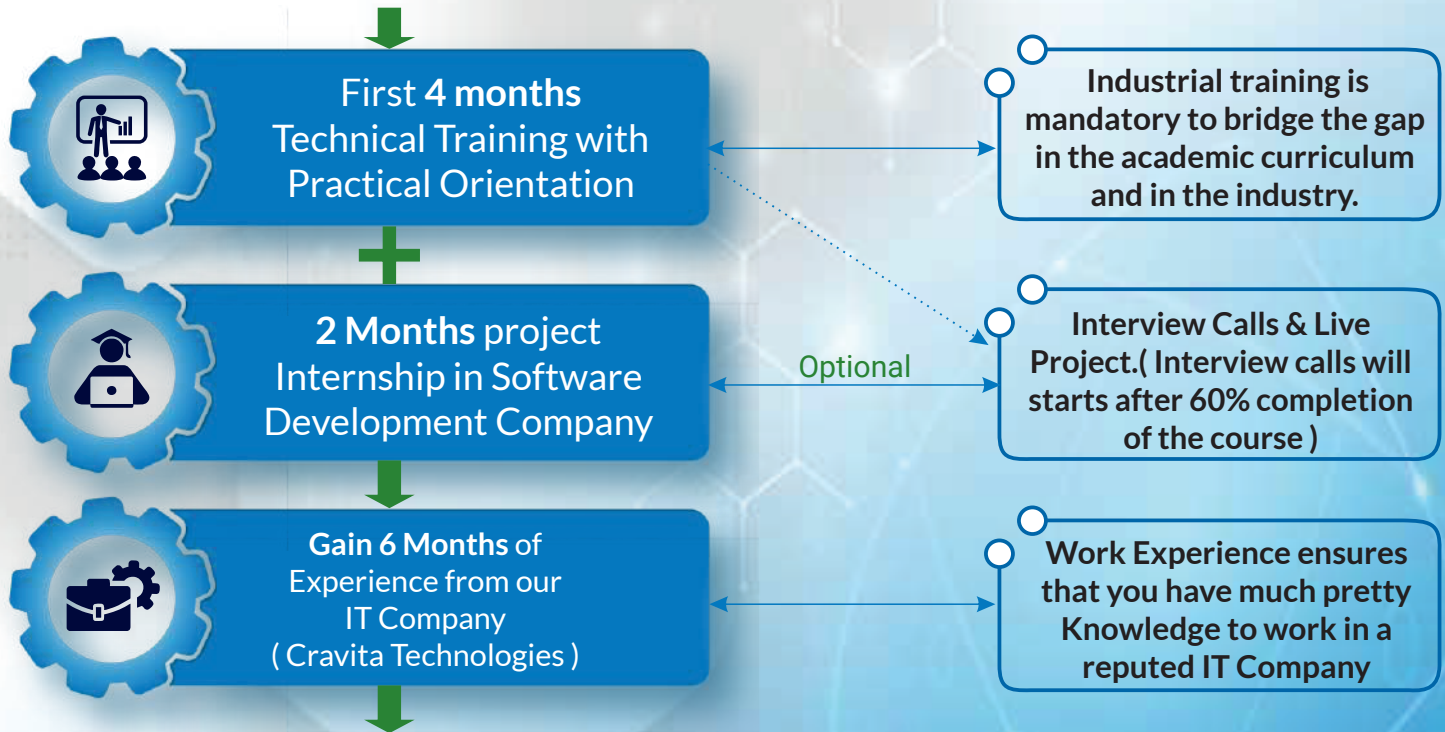 First 4 months
Technical Training with
Practical Orientation
Industrial training is
mandatory to bridge the gap
in the academic curriculum
and in the industry.
2 Months project
Internship in Software
Development Company
Optional
Interview Calls & Live
Project.( Interview calls will
starts after 60% completion
of the course )
Gain 6 Months of
Experience from our
IT Company
( Cravita Technologies )
Work Experience ensures
that you have much pretty
Knowledge to work in a
reputed IT Company